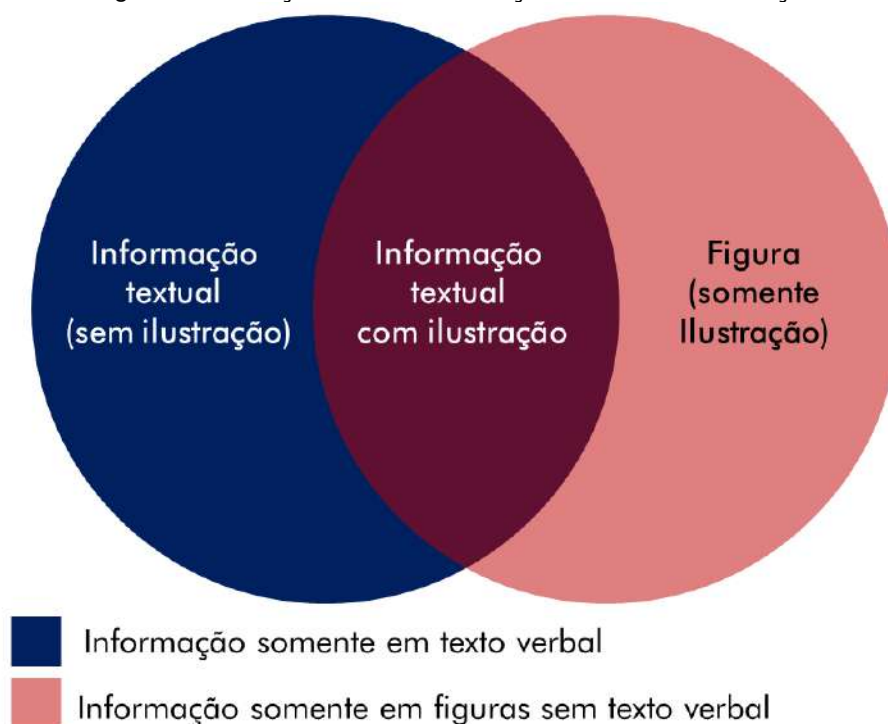 Informação
textual
(sem ilustração)
Informação
textual
com ilustração
Figura
(somente
Ilustração)
Informação somente em texto verbal
Informação somente em figuras sem texto verbal